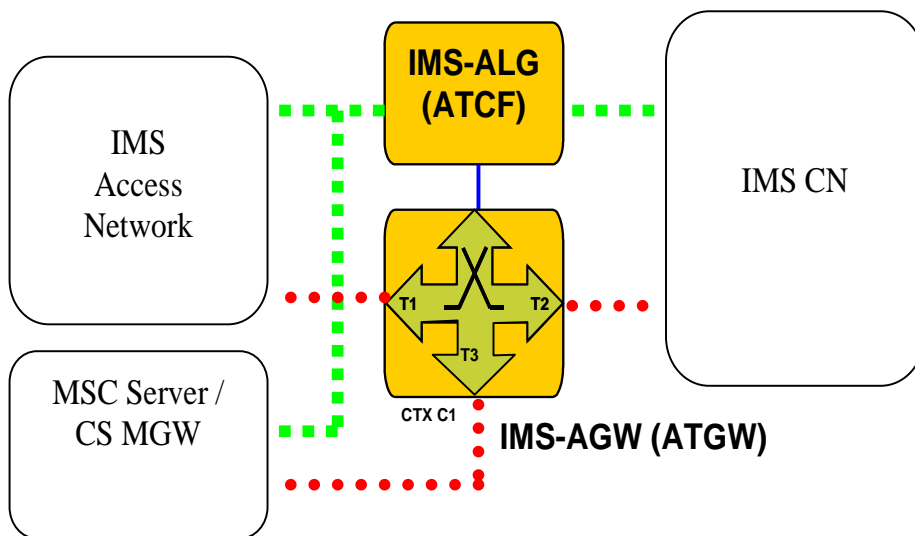 IMS-ALG
(ATCF)
IMS
Access
Network
IMS CN
T1
T2
T3
MSC Server /
CS MGW
CTX C1
IMS-AGW (ATGW)